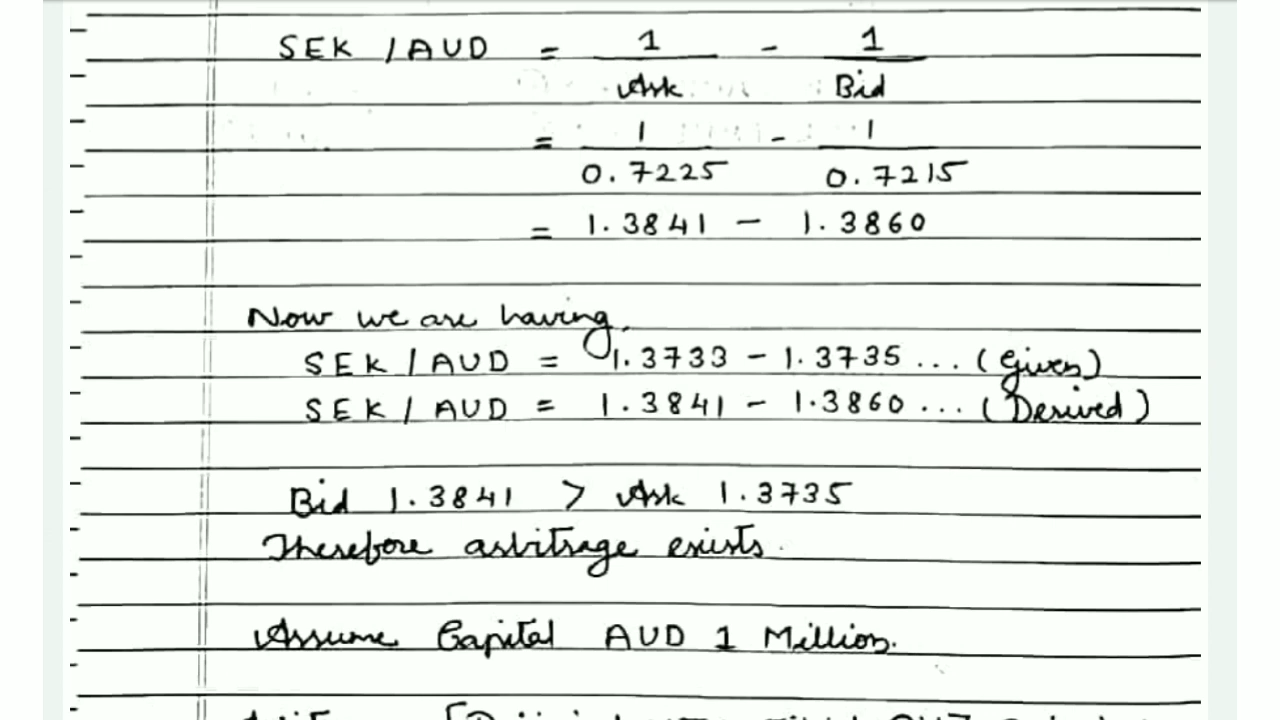 SEK / AUD = 1 - 1
Ask Bid
= 1 - 1
0.7225 0.7215
= 1.3841 - 1.3860
Now we are having,
SEK / AUD = 1.3733 - 1.3735 ... (Given)
SEK / AUD = 1.3841 - 1.3860 ... (Derived)
Bid 1.3841 > Ask 1.3735
Therefore arbitrage exists.
Assume Capital AUD 1 Million.